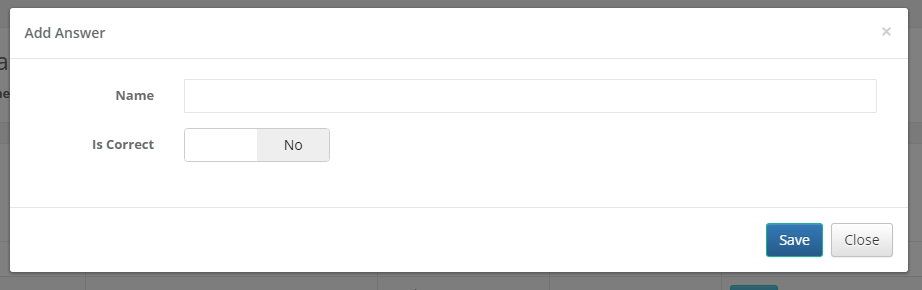 Add Answer
×
Name
Is Correct
No
Save
Close